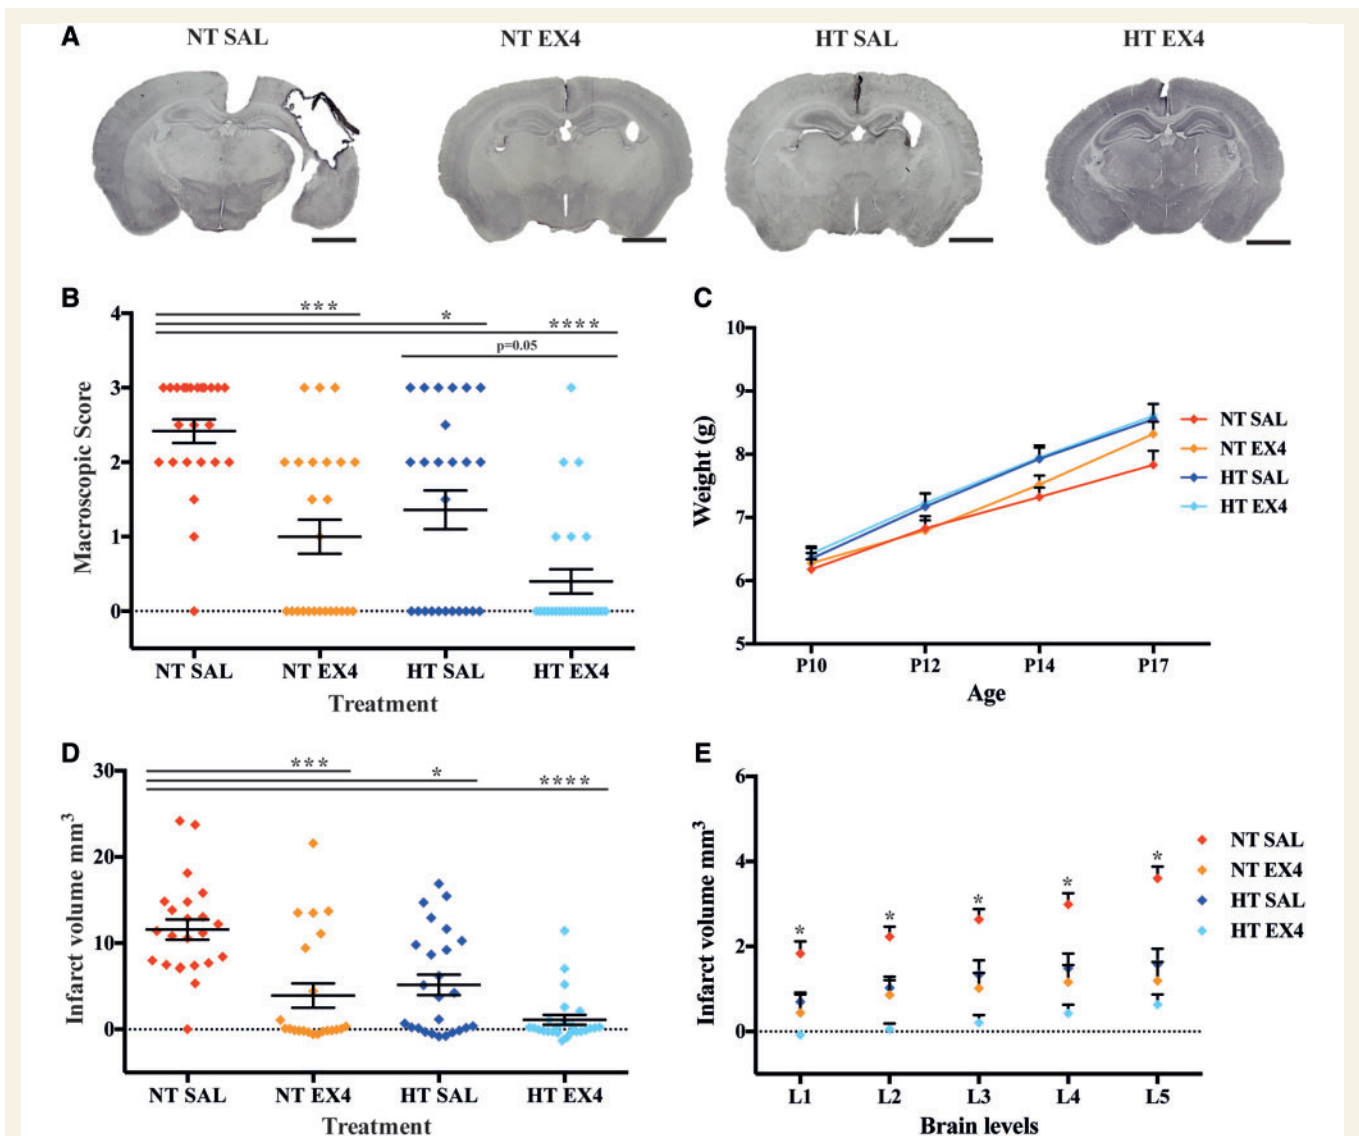 A
NT SAL
NT EX4
HT SAL
HT EX4
B
4
3
2
1
0
Macroscopic Score
***
*
****
p=0.05
NT SAL
NT EX4
HT SAL
HT EX4
Treatment
C
10
9
8
7
6
5
Weight (g)
P10
P12
P14
P17
Age
NT SAL
NT EX4
HT SAL
HT EX4
D
30
20
10
0
Infarct volume mm³
***
*
****
NT SAL
NT EX4
HT SAL
HT EX4
Treatment
E
6
4
2
0
Infarct volume mm³
*
*
*
*
*
L1
L2
L3
L4
L5
Brain levels
NT SAL
NT EX4
HT SAL
HT EX4